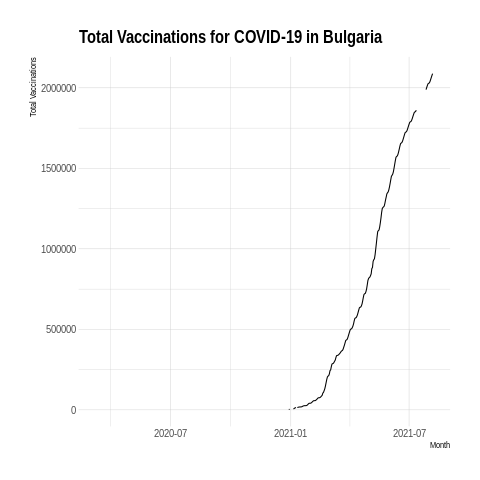 Total Vaccinations for COVID-19 in Bulgaria
Total Vaccinations
2000000
1500000
1000000
500000
0
2020-07
2021-01
2021-07
Month